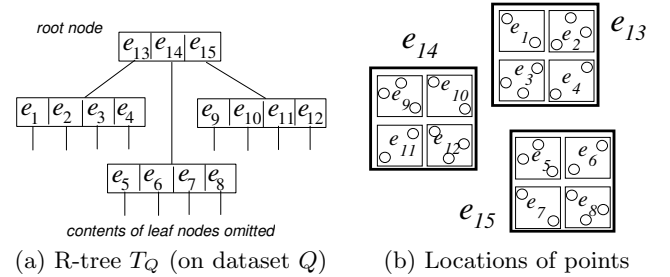 root node
e13 e14 e15
e1 e2 e3 e4
e9 e10 e11 e12
e5 e6 e7 e8
contents of leaf nodes omitted
(a) R-tree TQ (on dataset Q)
e14
e9 e10
e11 e12
e13
e1 e2
e3 e4
e15
e5 e6
e7 e8
(b) Locations of points